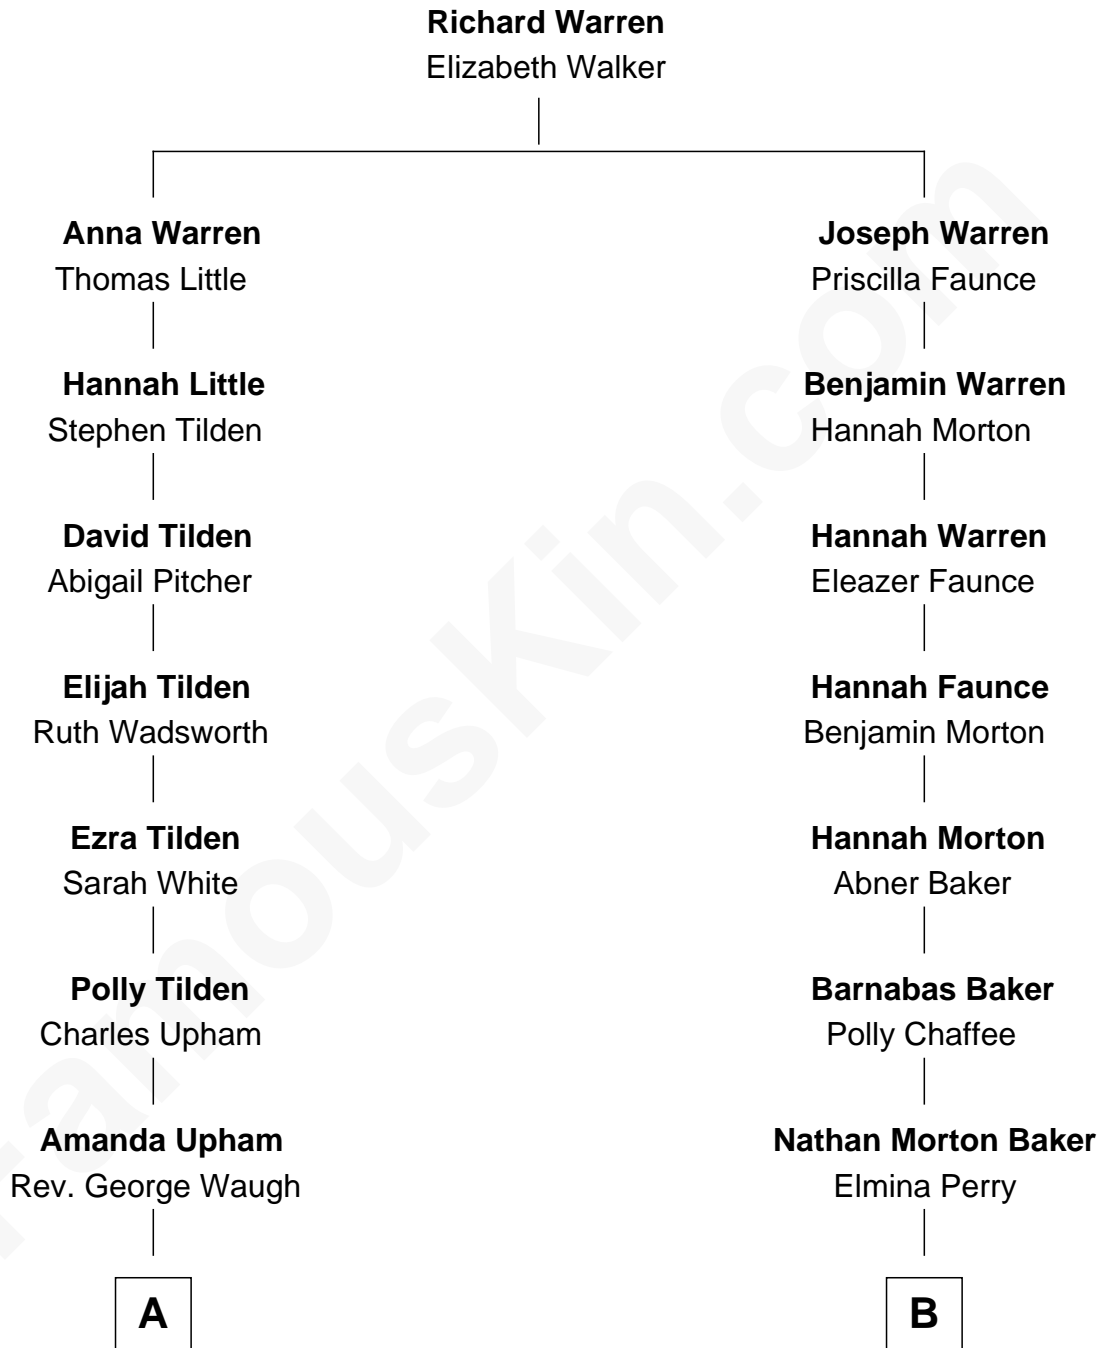 Richard Warren
Elizabeth Walker
Anna Warren
Thomas Little
Hannah Little
Stephen Tilden
David Tilden
Abigail Pitcher
Elijah Tilden
Ruth Wadsworth
Ezra Tilden
Sarah White
Polly Tilden
Charles Upham
Amanda Upham
Rev. George Waugh
A
Joseph Warren
Priscilla Faunce
Benjamin Warren
Hannah Morton
Hannah Warren
Eleazer Faunce
Hannah Faunce
Benjamin Morton
Hannah Morton
Abner Baker
Barnabas Baker
Polly Chaffee
Nathan Morton Baker
Elmina Perry
B
FamousKin.com